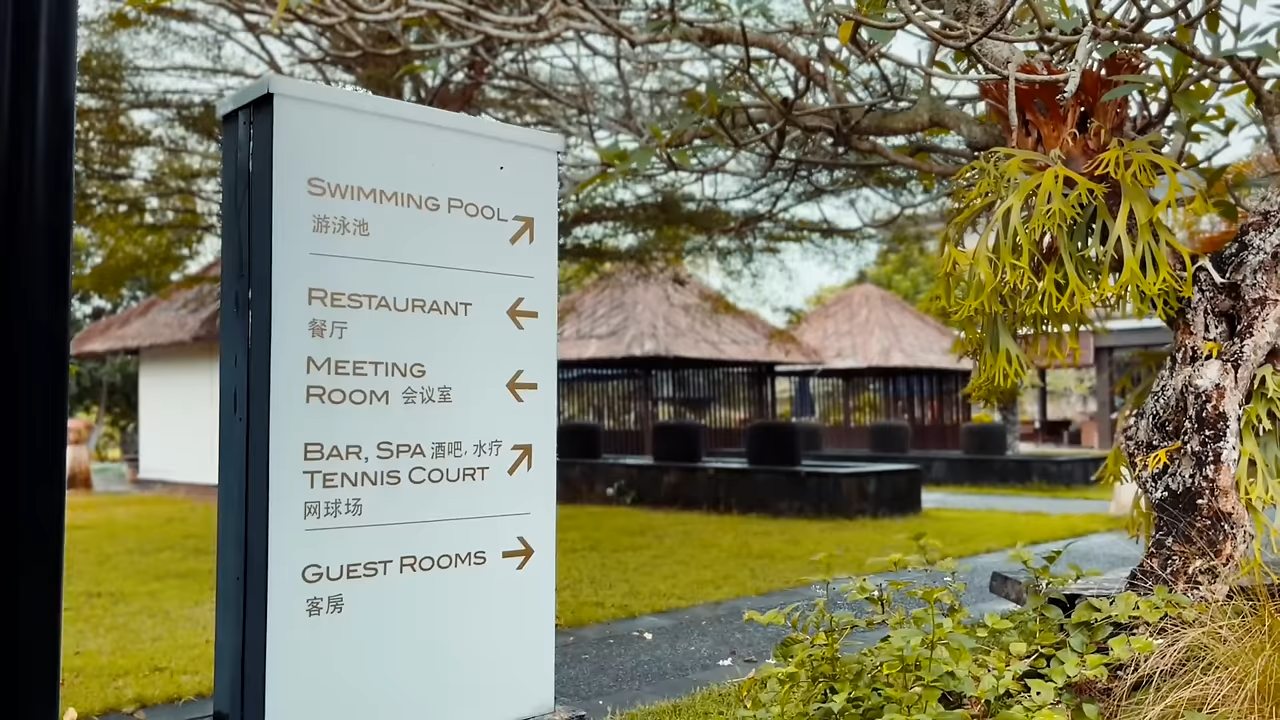 SWIMMING POOL
游泳池
RESTAURANT
餐厅
MEETING
ROOM 会议室
BAR, SPA 酒吧, 水疗
TENNIS COURT
网球场
GUEST ROOMS
客房